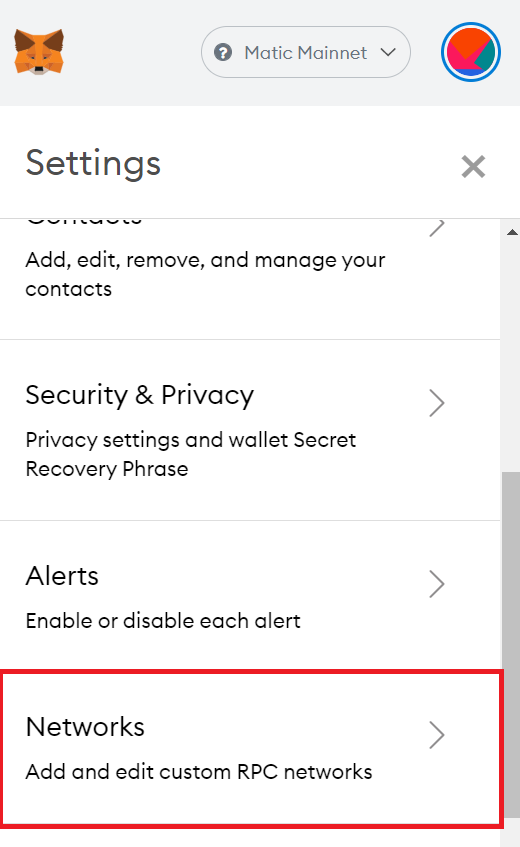 Matic Mainnet
Settings
Contacts
Add, edit, remove, and manage your
contacts
Security & Privacy
Privacy settings and wallet Secret
Recovery Phrase
Alerts
Enable or disable each alert
Networks
Add and edit custom RPC networks